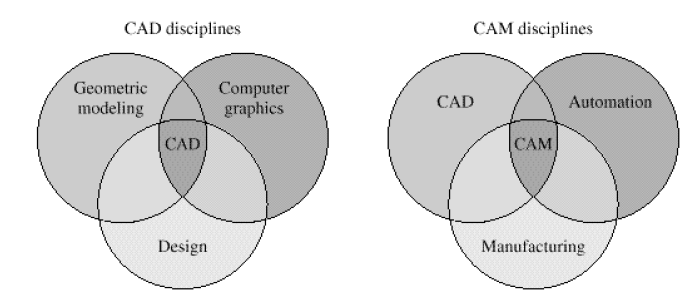 CAD disciplines
Geometric
modeling
Computer
graphics
CAD
Design
CAM disciplines
CAD
Automation
CAM
Manufacturing